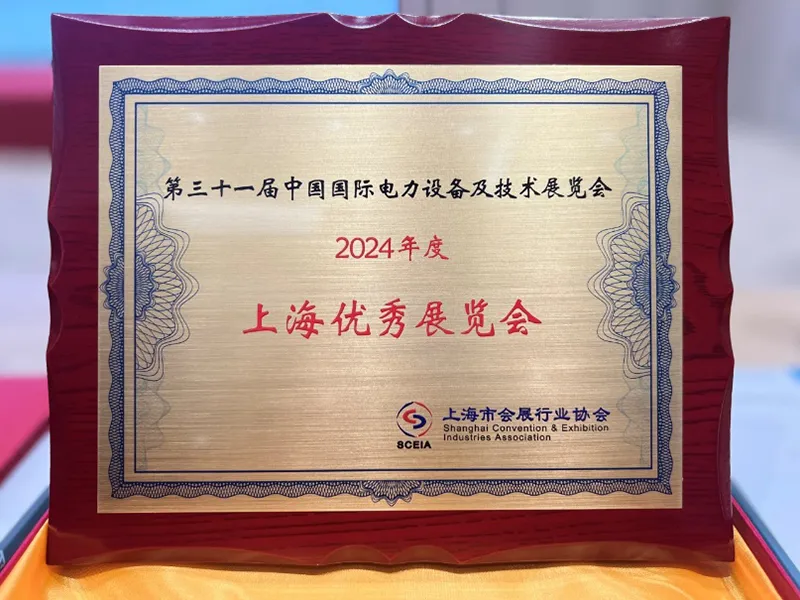 第三十一届中国国际电力设备及技术展览会
2024年度
上海优秀展览会
上海市会展行业协会
Shanghai Convention & Exhibition
Industries Association
SCEIA